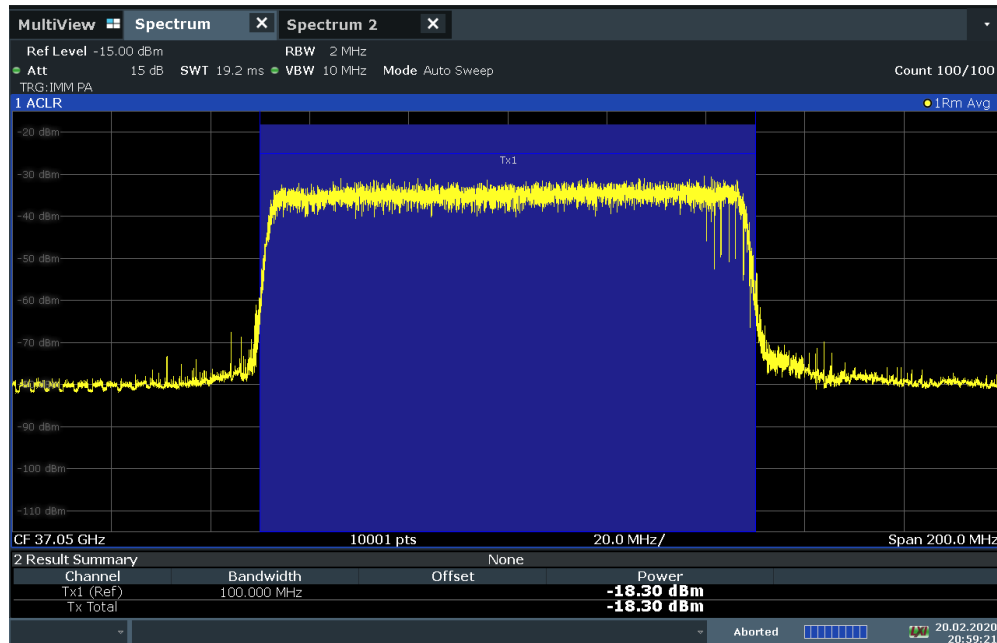 MultiView Spectrum X Spectrum 2 X
Ref Level -15.00 dBm RBW 2 MHz
Att 15 dB SWT 19.2 ms VBW 10 MHz Mode Auto Sweep Count 100/100
TRG:IMM PA
1 ACLR 1Rm Avg
-20 dBm
Tx1
-30 dBm
-40 dBm
-50 dBm
-60 dBm
-70 dBm
-90 dBm
-100 dBm
-110 dBm
CF 37.05 GHz 10001 pts 20.0 MHz/ Span 200.0 MHz
2 Result Summary None
Channel Bandwidth Offset Power
Tx1 (Ref) 100.000 MHz -18.30 dBm
Tx Total -18.30 dBm
Aborted 20.02.2020
20:59:21